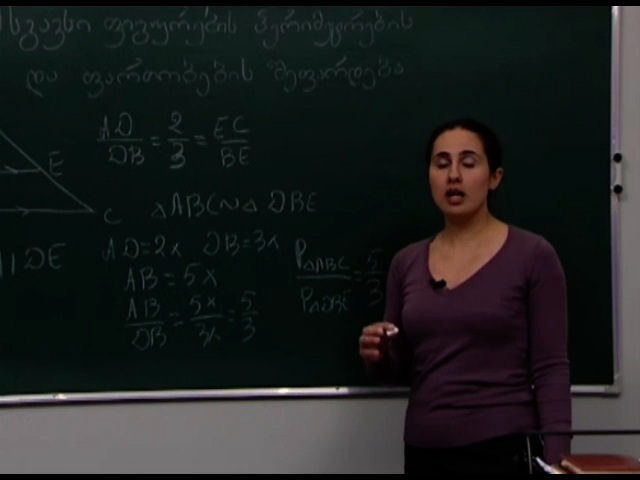 მსგავსი ფიგურების პერიმეტრების
და ფართობების შეფარდება
AD/DB = 2/3 = EC/BE
E
C
△ABC ~ △DBE
|| DE
AD = 2x DB = 3x
AB = 5x
AB/DB = 5x/3x = 5/3
P△ABC/P△DBE = 5/3